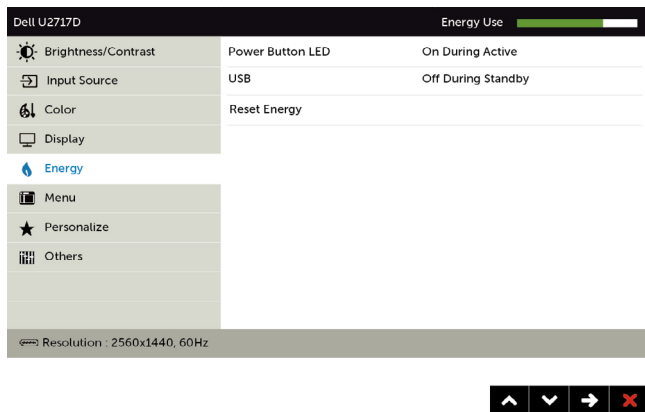 Dell U2717D Energy Use
Brightness/Contrast Power Button LED On During Active
Input Source USB Off During Standby
Color Reset Energy
Display
Energy
Menu
Personalize
Others
Resolution : 2560x1440, 60Hz